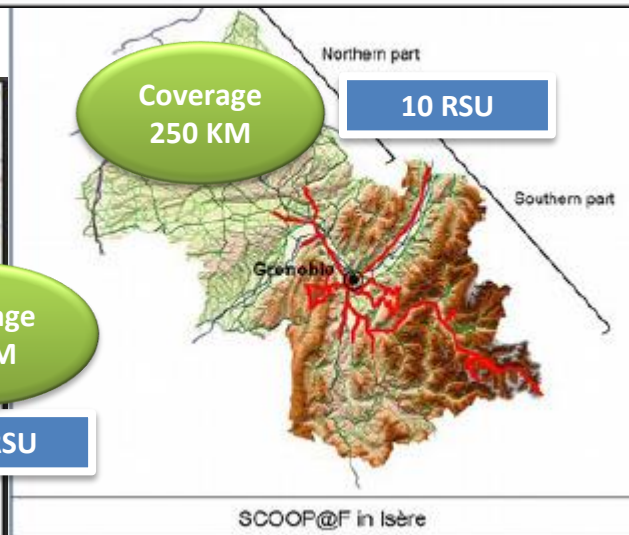 Northern part
Coverage
250 KM
10 RSU
Southern part
Grenoble
SCOOP@F in Isère